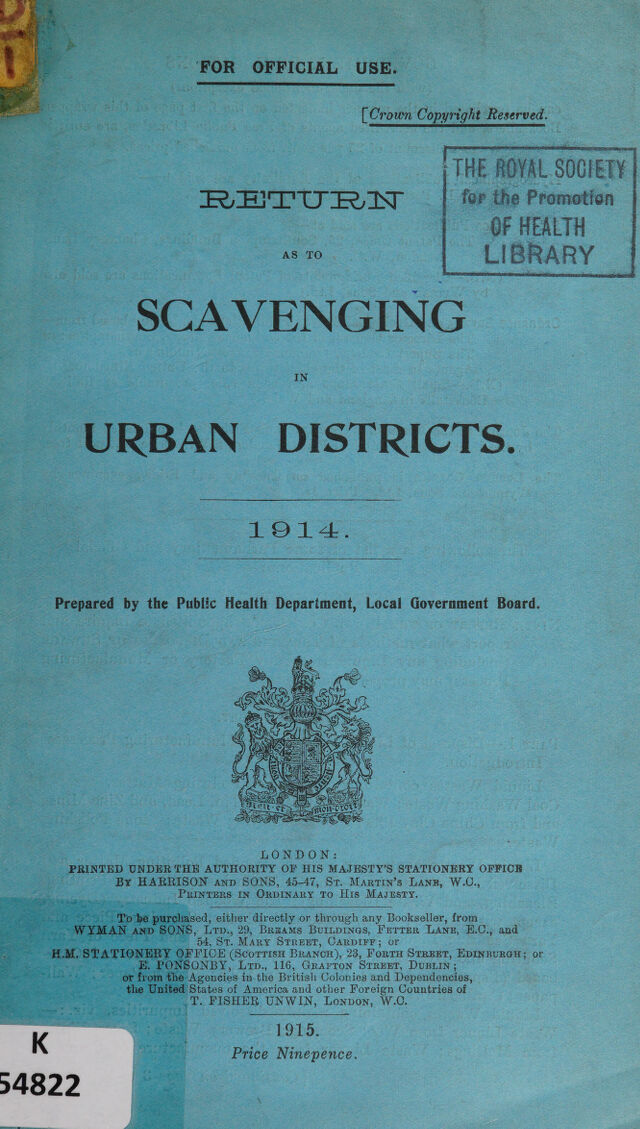 FOR OFFICIAL USE.
[Crown Copyright Reserved.
THE ROYAL SOCIETY
for the Promotion
OF HEALTH
LIBRARY
RETURN
AS TO
SCAVENGING
IN
URBAN DISTRICTS.
1914.
Prepared by the Public Health Department, Local Government Board.
LONDON:
PRINTED UNDER THE AUTHORITY OF HIS MAJESTY'S STATIONERY OFFICE
BY HARRISON AND SONS, 45-47, ST. MARTIN'S LANE, W.C.,
PRINTERS IN ORDINARY TO HIS MAJESTY.
To be purchased, either directly or through any Bookseller, from
WYMAN AND SONS, LTD., 29, BREAMS BUILDINGS, FETTER LANE, E.C., and
54, ST. MARY STREET, CARDIFF; or
H.M. STATIONERY OFFICE (SCOTTISH BRANCH), 23, FORTH STREET, EDINBURGH; or
E. PONSONBY, LTD., 116, GRAFTON STREET, DUBLIN;
or from the Agencies in the British Colonies and Dependencies,
the United States of America and other Foreign Countries of
T. FISHER UNWIN, LONDON, W.C.
1915.
Price Ninepence.
K
54822